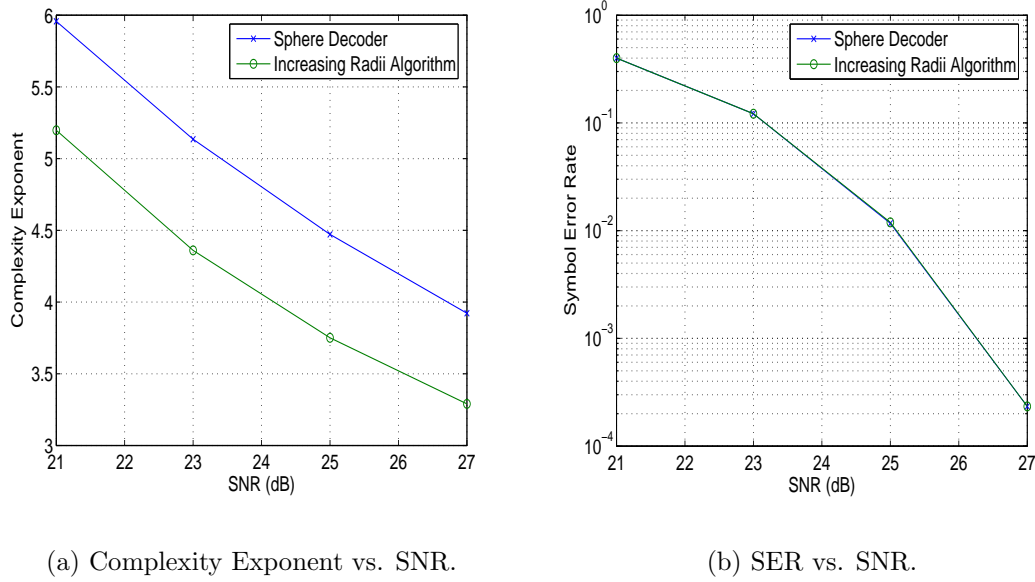 6
5.5
5
4.5
4
3.5
3
21
22
23
24
25
26
27
SNR (dB)
Complexity Exponent
Sphere Decoder
Increasing Radii Algorithm
(a) Complexity Exponent vs. SNR.
10^0
10^-1
10^-2
10^-3
10^-4
21
22
23
24
25
26
27
SNR (dB)
Symbol Error Rate
Sphere Decoder
Increasing Radii Algorithm
(b) SER vs. SNR.